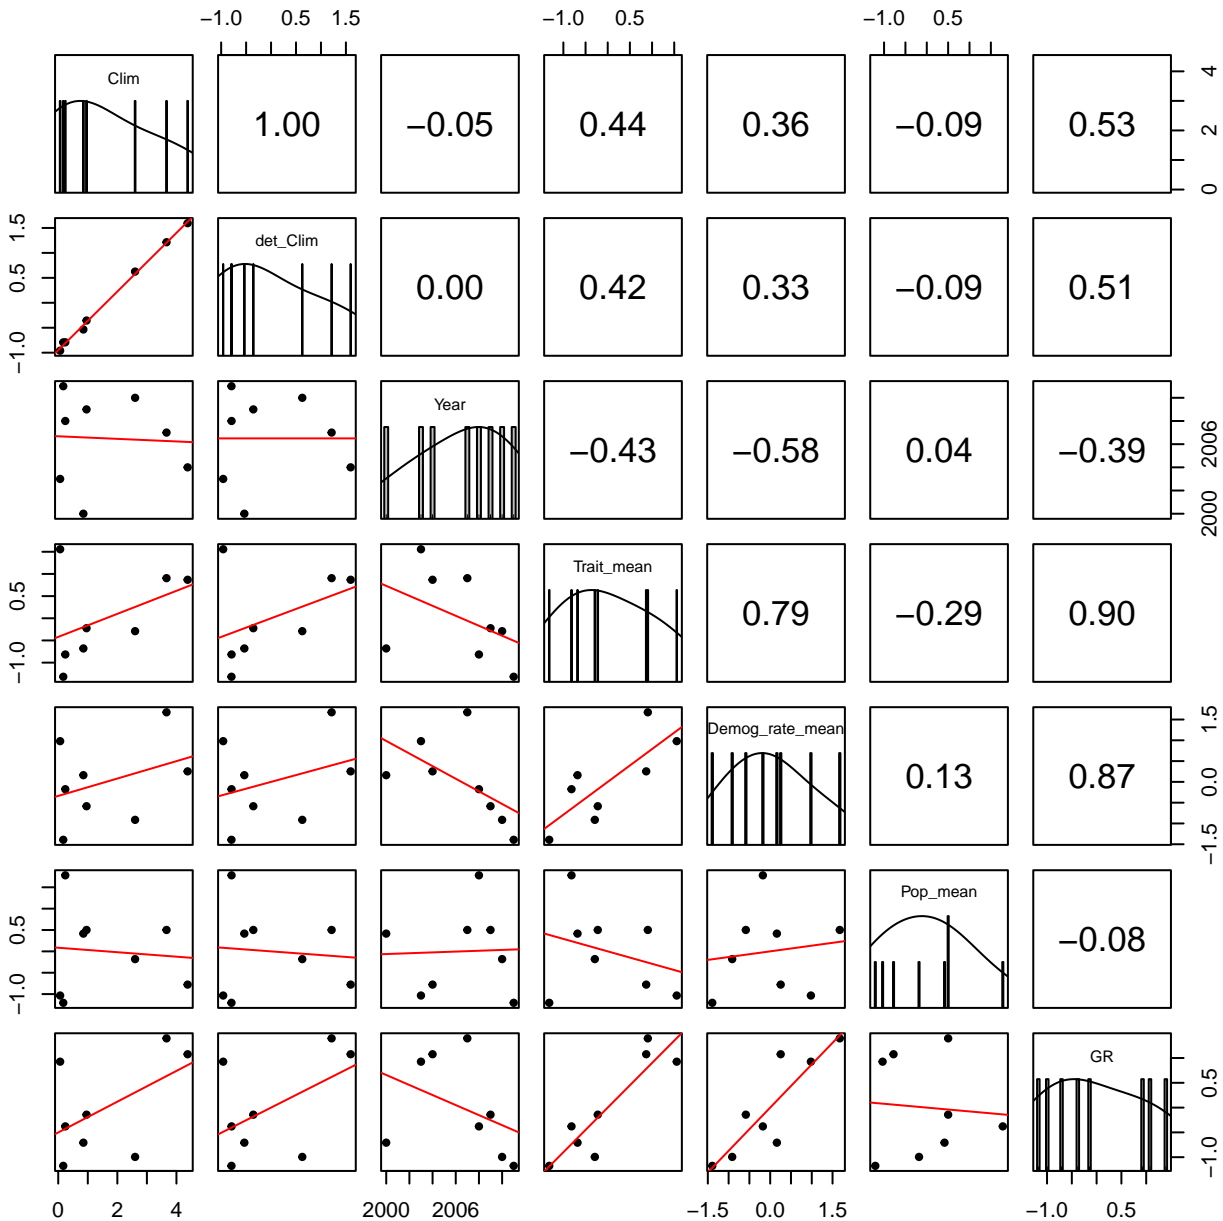 −1.0 0.5 1.5 −1.0 0.5 −1.0 0.5
Clim 1.00 −0.05 0.44 0.36 −0.09 0.53 0 2 4
−1.0 0.5 1.5 det_Clim 0.00 0.42 0.33 −0.09 0.51
Year −0.43 −0.58 0.04 −0.39 2000 2006
−1.0 0.5 Trait_mean 0.79 −0.29 0.90
Demog_rate_mean 0.13 0.87 −1.5 0.0 1.5
−1.0 0.5 Pop_mean −0.08
GR −1.0 0.5
0 2 4 2000 2006 −1.5 0.0 1.5 −1.0 0.5